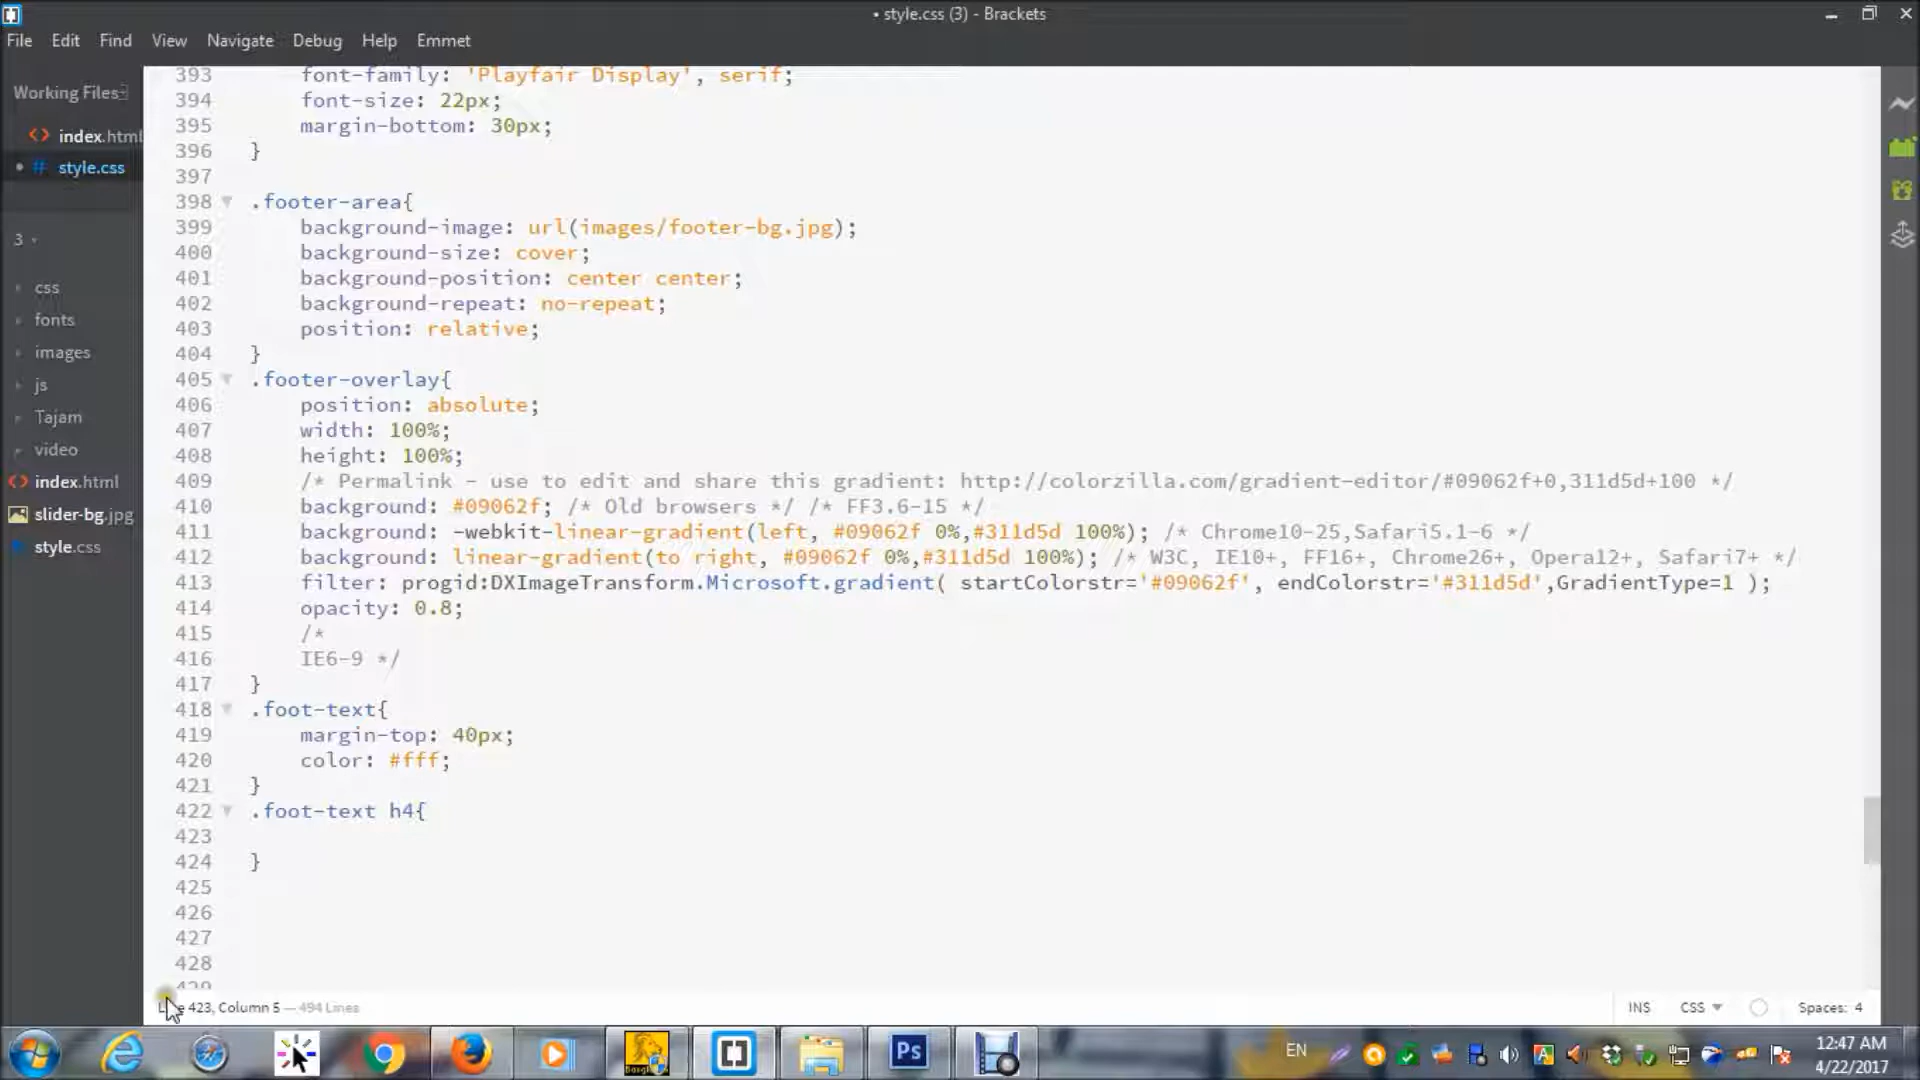 • style.css (3) - Brackets
File Edit Find View Navigate Debug Help Emmet
Working Files
index.html
• # style.css
3
css
fonts
images
js
Tajam
video
index.html
slider-bg.jpg
style.css
393 font-family: 'Playfair Display', serif;
394 font-size: 22px;
395 margin-bottom: 30px;
396 }
397
398 .footer-area{
399 background-image: url(images/footer-bg.jpg);
400 background-size: cover;
401 background-position: center center;
402 background-repeat: no-repeat;
403 position: relative;
404 }
405 .footer-overlay{
406 position: absolute;
407 width: 100%;
408 height: 100%;
409 /* Permalink - use to edit and share this gradient: http://colorzilla.com/gradient-editor/#09062f+0,311d5d+100 */
410 background: #09062f; /* Old browsers */ /* FF3.6-15 */
411 background: -webkit-linear-gradient(left, #09062f 0%,#311d5d 100%); /* Chrome10-25,Safari5.1-6 */
412 background: linear-gradient(to right, #09062f 0%,#311d5d 100%); /* W3C, IE10+, FF16+, Chrome26+, Opera12+, Safari7+ */
413 filter: progid:DXImageTransform.Microsoft.gradient( startColorstr='#09062f', endColorstr='#311d5d',GradientType=1 );
414 opacity: 0.8;
415 /*
416 IE6-9 */
417 }
418 .foot-text{
419 margin-top: 40px;
420 color: #fff;
421 }
422 .foot-text h4{
423
424 }
425
426
427
428
429
423, Column 5 — 494 Lines
INS CSS Spaces: 4
Ps
EN
12:47 AM
4/22/2017